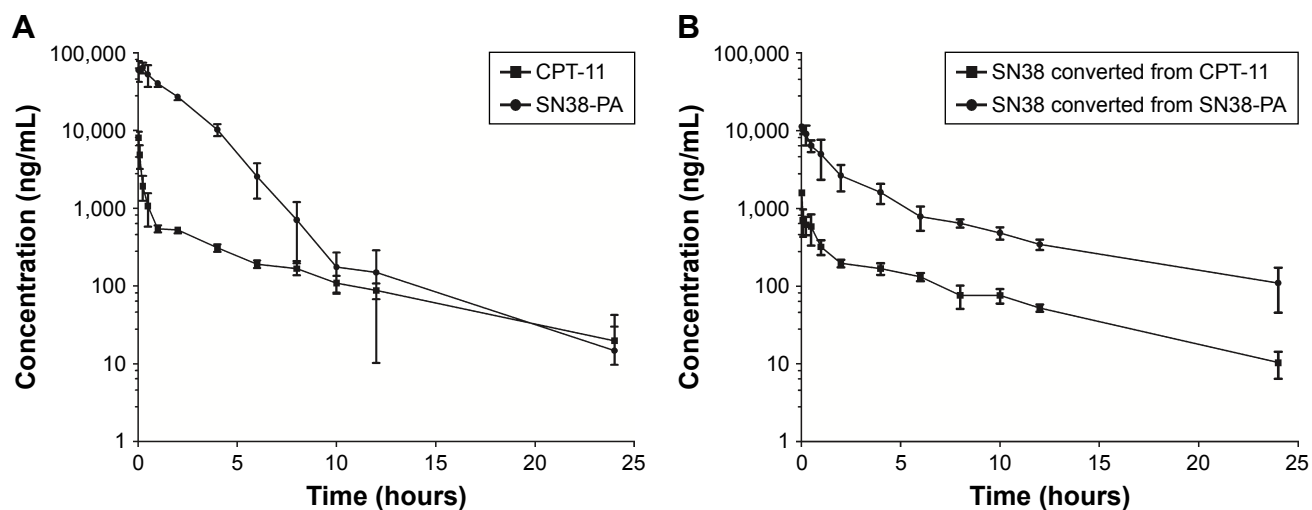 A
Concentration (ng/mL)
100,000
10,000
1,000
100
10
1
CPT-11
SN38-PA
0
5
10
15
20
25
Time (hours)
B
Concentration (ng/mL)
100,000
10,000
1,000
100
10
1
SN38 converted from CPT-11
SN38 converted from SN38-PA
0
5
10
15
20
25
Time (hours)